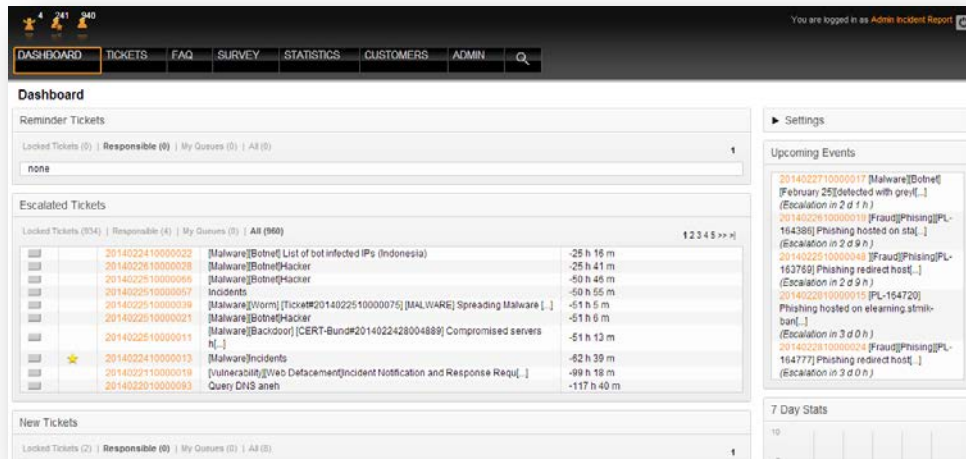 4 241 940
You are logged in as Admin Incident Report
DASHBOARD TICKETS FAQ SURVEY STATISTICS CUSTOMERS ADMIN
Dashboard
Reminder Tickets
Locked Tickets (0) | Responsible (0) | My Queues (0) | All (0)
1
none
Escalated Tickets
Locked Tickets (934) | Responsible (4) | My Queues (0) | All (960)
1 2 3 4 5 >> >|
2014022410000022 [Malware][Botnet] List of bot infected IPs (Indonesia) -25 h 16 m
2014022610000028 [Malware][Botnet]Hacker -25 h 41 m
2014022510000066 [Malware][Botnet]Hacker -50 h 46 m
2014022510000057 Incidents -50 h 55 m
2014022510000039 [Malware][Worm] [Ticket#2014022510000075] [MALWARE] Spreading Malware [...] -51 h 5 m
2014022510000021 [Malware][Botnet]Hacker -51 h 6 m
2014022510000011 [Malware][Backdoor] [CERT-Bund#2014022428004889] Compromised servers h[...] -51 h 13 m
2014022410000013 [Malware]Incidents -62 h 39 m
2014022110000019 [Vulnerability][Web Defacement]Incident Notification and Response Requ[...] -99 h 18 m
2014022010000093 Query DNS aneh -117 h 40 m
New Tickets
Locked Tickets (2) | Responsible (0) | My Queues (0) | All (8)
1
Settings
Upcoming Events
2014022710000017 [Malware][Botnet]
[February 25][detected with greyl[...]
(Escalation in 2 d 1 h )
2014022610000019 [Fraud][Phising][PL-
164386] Phishing hosted on sta[...]
(Escalation in 2 d 9 h )
2014022510000048 ][Fraud][Phising[PL-
163769] Phishing redirect host[...]
(Escalation in 2 d 9 h )
2014022810000015 [PL-164720]
Phishing hosted on elearning.stmik-
ban[...]
(Escalation in 3 d 0 h )
2014022810000024 [Fraud][Phising][PL-
164777] Phishing redirect host[...]
(Escalation in 3 d 0 h )
7 Day Stats
10